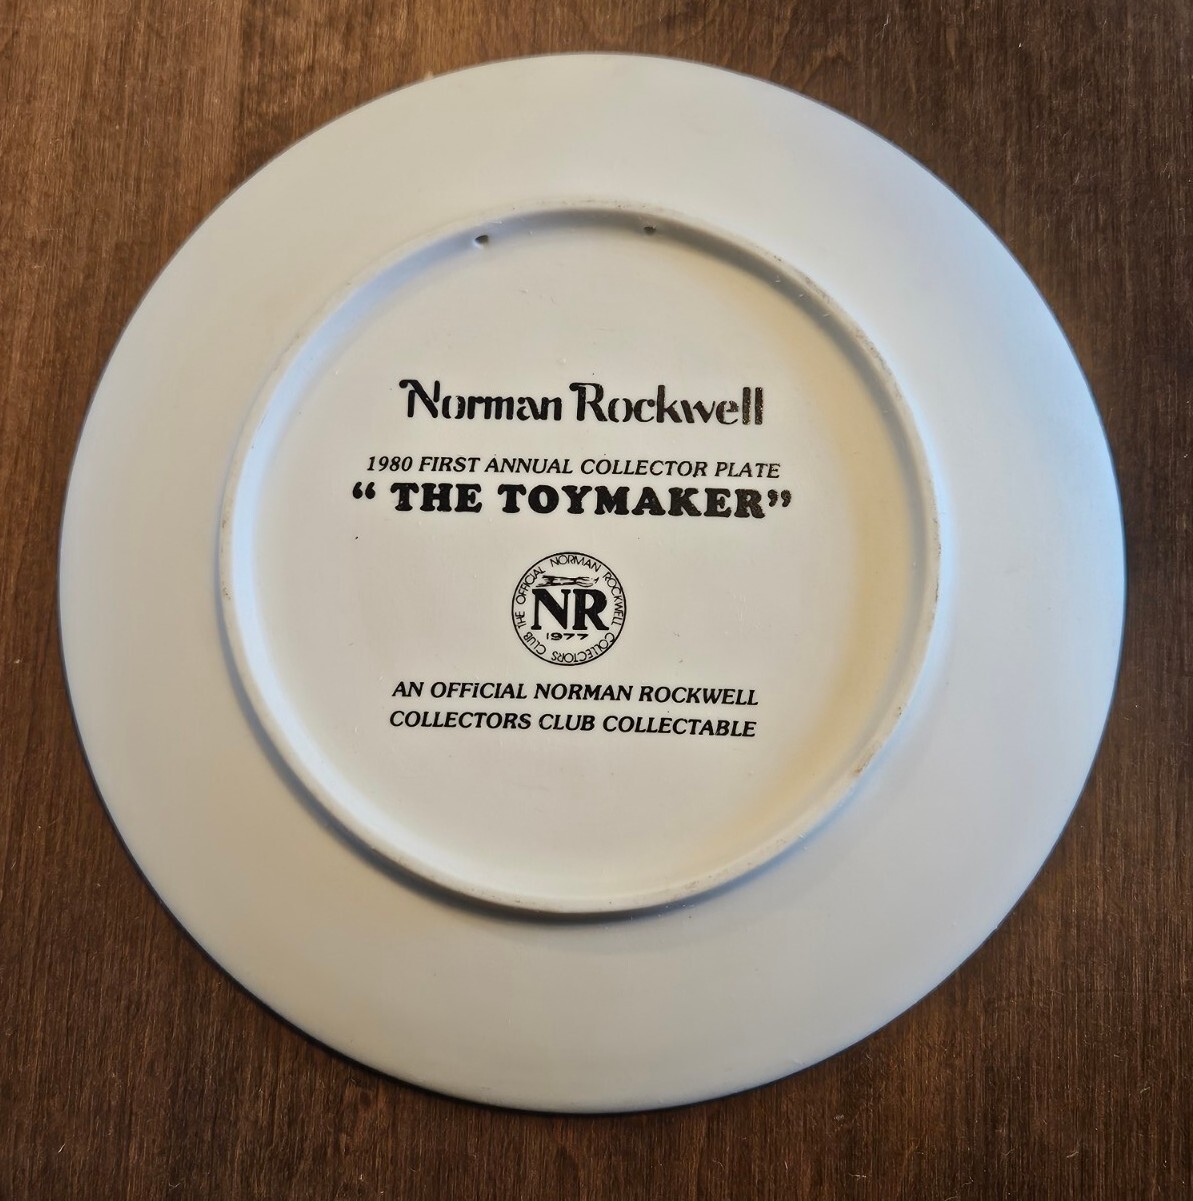 Norman Rockwell
1980 FIRST ANNUAL COLLECTOR PLATE
“ THE TOYMAKER”
THE OFFICIAL NORMAN ROCKWELL COLLECTORS CLUB
NR
1977
AN OFFiCIAL NORMAN ROCKWELL
COLLECTORS CLUB COLLECTABLE